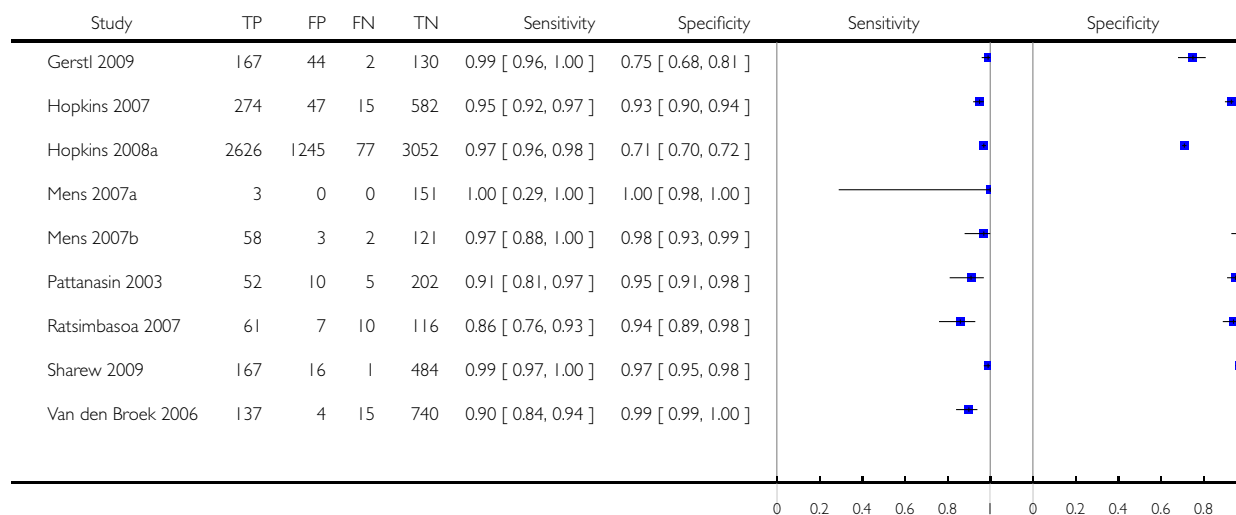 Study TP FP FN TN Sensitivity Specificity Sensitivity Specificity
Gerstl 2009 167 44 2 130 0.99 [ 0.96, 1.00 ] 0.75 [ 0.68, 0.81 ]
Hopkins 2007 274 47 15 582 0.95 [ 0.92, 0.97 ] 0.93 [ 0.90, 0.94 ]
Hopkins 2008a 2626 1245 77 3052 0.97 [ 0.96, 0.98 ] 0.71 [ 0.70, 0.72 ]
Mens 2007a 3 0 0 151 1.00 [ 0.29, 1.00 ] 1.00 [ 0.98, 1.00 ]
Mens 2007b 58 3 2 121 0.97 [ 0.88, 1.00 ] 0.98 [ 0.93, 0.99 ]
Pattanasin 2003 52 10 5 202 0.91 [ 0.81, 0.97 ] 0.95 [ 0.91, 0.98 ]
Ratsimbasoa 2007 61 7 10 116 0.86 [ 0.76, 0.93 ] 0.94 [ 0.89, 0.98 ]
Sharew 2009 167 16 1 484 0.99 [ 0.97, 1.00 ] 0.97 [ 0.95, 0.98 ]
Van den Broek 2006 137 4 15 740 0.90 [ 0.84, 0.94 ] 0.99 [ 0.99, 1.00 ]
0 0.2 0.4 0.6 0.8 1 0 0.2 0.4 0.6 0.8